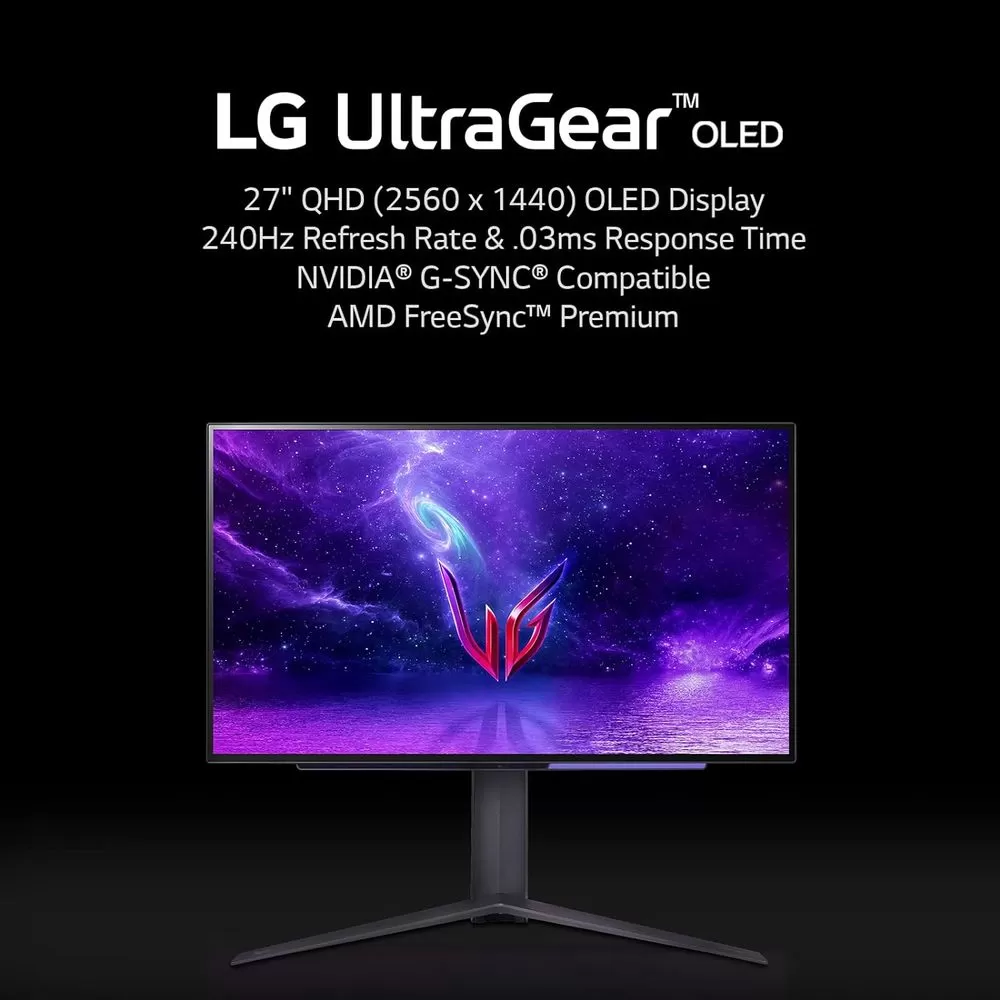 LG UltraGear™ OLED
27" QHD (2560 x 1440) OLED Display
240Hz Refresh Rate & .03ms Response Time
NVIDIA® G-SYNC® Compatible
AMD FreeSync™ Premium
UG